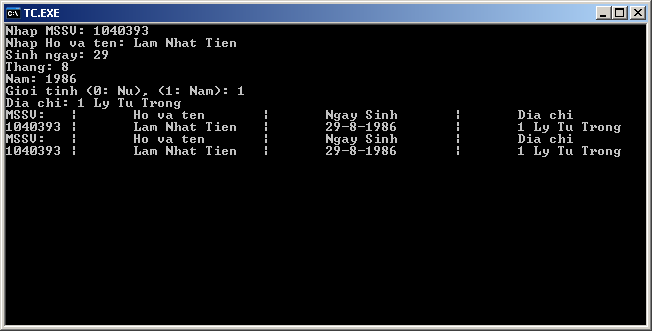 TC.EXE
Nhap MSSV: 1040393
Nhap Ho va ten: Lam Nhat Tien
Sinh ngay: 29
Thang: 8
Nam: 1986
Gioi tinh (0: Nu), (1: Nam): 1
Dia chi: 1 Ly Tu Trong
MSSV: ¦ Ho va ten ¦ Ngay Sinh ¦ Dia chi
1040393 ¦ Lam Nhat Tien ¦ 29-8-1986 ¦ 1 Ly Tu Trong
MSSV: ¦ Ho va ten ¦ Ngay Sinh ¦ Dia chi
1040393 ¦ Lam Nhat Tien ¦ 29-8-1986 ¦ 1 Ly Tu Trong